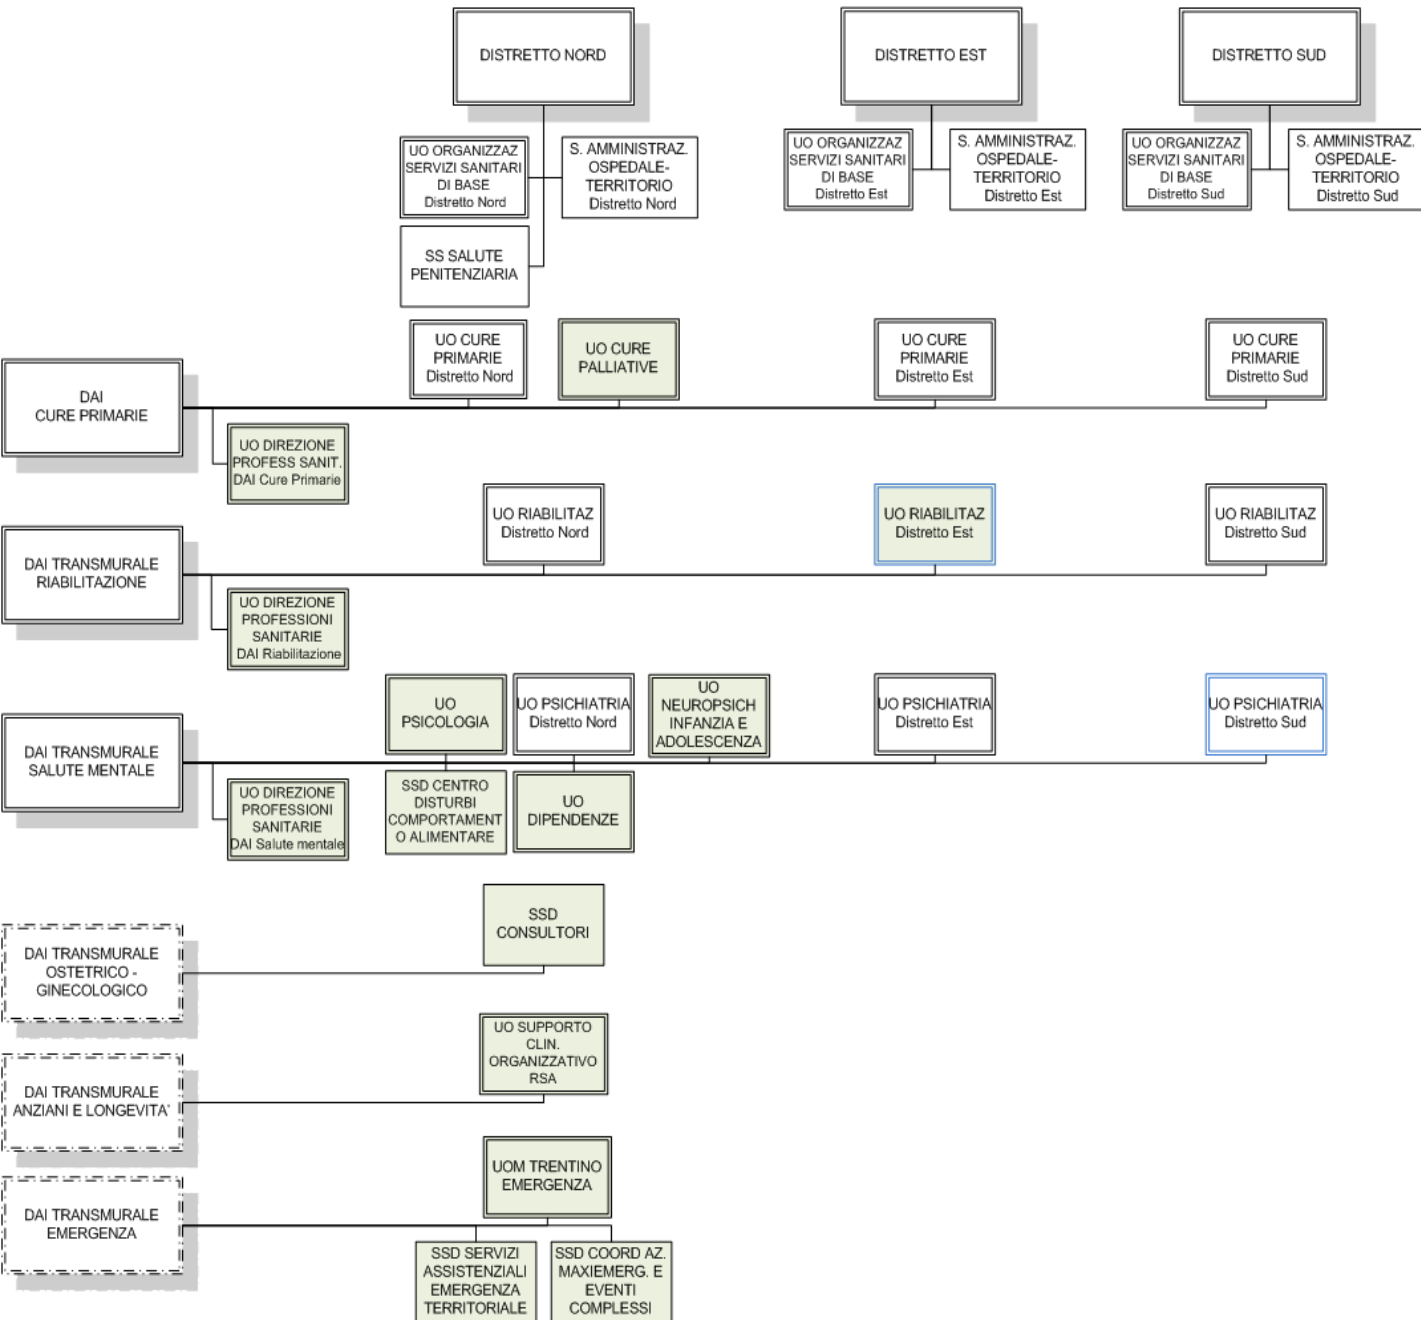 DISTRETTO NORD
DISTRETTO EST
DISTRETTO SUD
UO ORGANIZZAZ
SERVIZI SANITARI
DI BASE
Distretto Nord
S. AMMINISTRAZ.
OSPEDALE-
TERRITORIO
Distretto Nord
UO ORGANIZZAZ
SERVIZI SANITARI
DI BASE
Distretto Est
S. AMMINISTRAZ.
OSPEDALE-
TERRITORIO
Distretto Est
UO ORGANIZZAZ
SERVIZI SANITARI
DI BASE
Distretto Sud
S. AMMINISTRAZ.
OSPEDALE-
TERRITORIO
Distretto Sud
SS SALUTE
PENITENZIARIA
DAI
CURE PRIMARIE
UO CURE
PRIMARIE
Distretto Nord
UO CURE
PALLIATIVE
UO CURE
PRIMARIE
Distretto Est
UO CURE
PRIMARIE
Distretto Sud
UO DIREZIONE
PROFESS SANIT.
DAI Cure Primarie
DAI TRANSMURALE
RIABILITAZIONE
UO RIABILITAZ
Distretto Nord
UO RIABILITAZ
Distretto Est
UO RIABILITAZ
Distretto Sud
UO DIREZIONE
PROFESSIONI
SANITARIE
DAI Riabilitazione
DAI TRANSMURALE
SALUTE MENTALE
UO
PSICOLOGIA
UO PSICHIATRIA
Distretto Nord
UO
NEUROPSICH
INFANZIA E
ADOLESCENZA
UO PSICHIATRIA
Distretto Est
UO PSICHIATRIA
Distretto Sud
UO DIREZIONE
PROFESSIONI
SANITARIE
DAI Salute mentale
SSD CENTRO
DISTURBI
COMPORTAMENT
O ALIMENTARE
UO
DIPENDENZE
DAI TRANSMURALE
OSTETRICO -
GINECOLOGICO
SSD
CONSULTORI
DAI TRANSMURALE
ANZIANI E LONGEVITA'
UO SUPPORTO
CLIN.
ORGANIZZATIVO
RSA
DAI TRANSMURALE
EMERGENZA
UOM TRENTINO
EMERGENZA
SSD SERVIZI
ASSISTENZIALI
EMERGENZA
TERRITORIALE
SSD COORD AZ.
MAXIEMERG. E
EVENTI
COMPLESSI